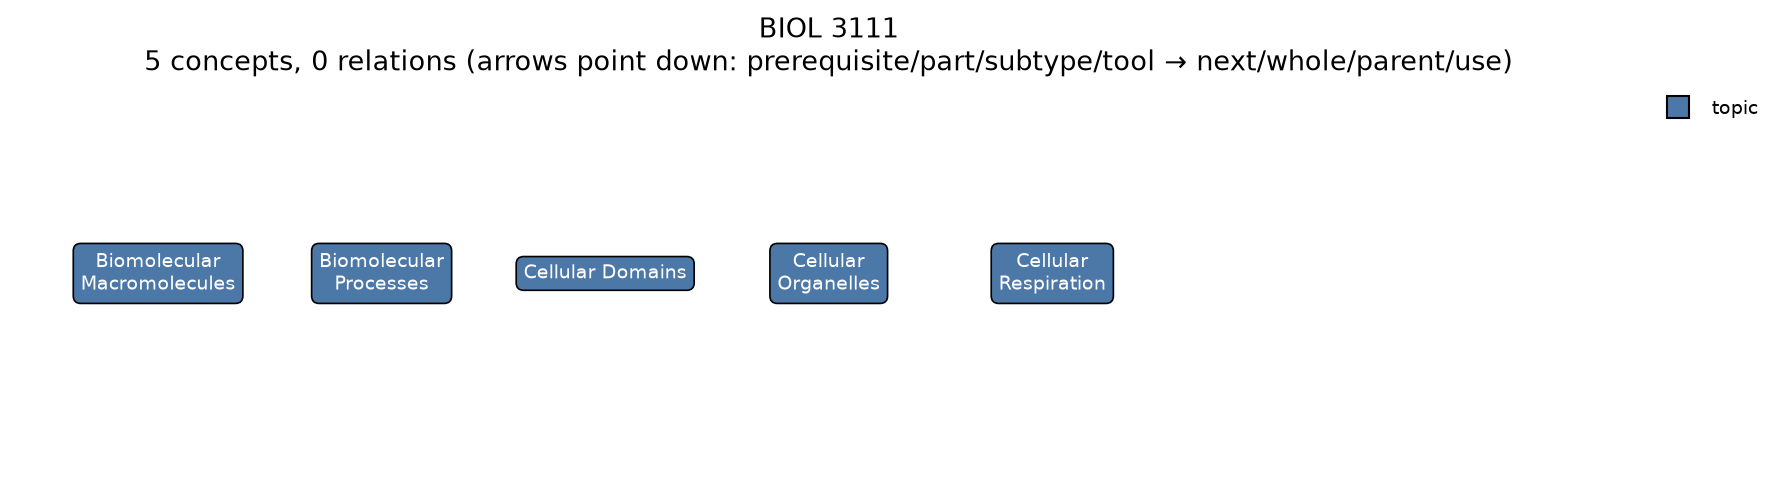 BIOL 3111
5 concepts, 0 relations (arrows point down: prerequisite/part/subtype/tool → next/whole/parent/use)
topic
Biomolecular
Macromolecules
Biomolecular
Processes
Cellular Domains
Cellular
Organelles
Cellular
Respiration